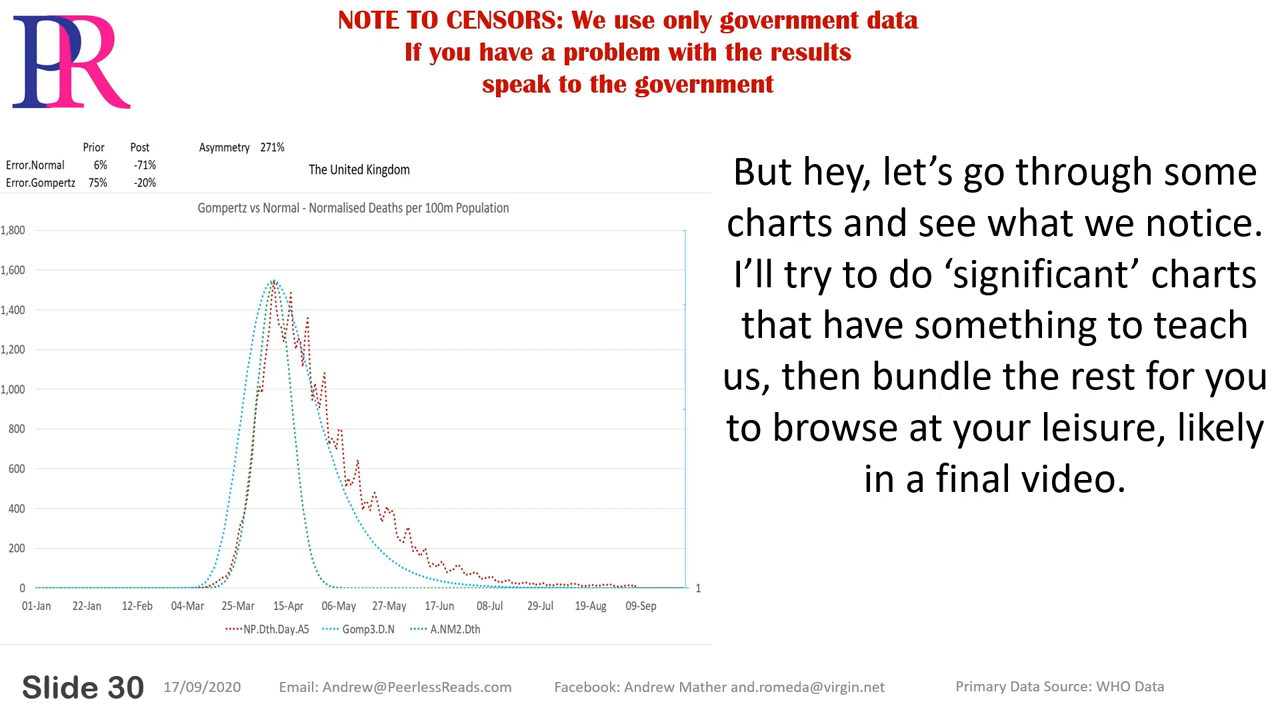 PR
NOTE TO CENSORS: We use only government data
If you have a problem with the results
speak to the government
Prior Post Asymmetry 271%
Error.Normal 6% -71%
Error.Gompertz 75% -20%
The United Kingdom
Gompertz vs Normal - Normalised Deaths per 100m Population
1,800
1,600
1,400
1,200
1,000
800
600
400
200
0
1
01-Jan 22-Jan 12-Feb 04-Mar 25-Mar 15-Apr 06-May 27-May 17-Jun 08-Jul 29-Jul 19-Aug 09-Sep
NP.Dth.Day.A5 Gomp3.D.N A.NM2.Dth
But hey, let’s go through some
charts and see what we notice.
I’ll try to do ‘significant’ charts
that have something to teach
us, then bundle the rest for you
to browse at your leisure, likely
in a final video.
Slide 30 17/09/2020 Email: Andrew@PeerlessReads.com Facebook: Andrew Mather and.romeda@virgin.net Primary Data Source: WHO Data